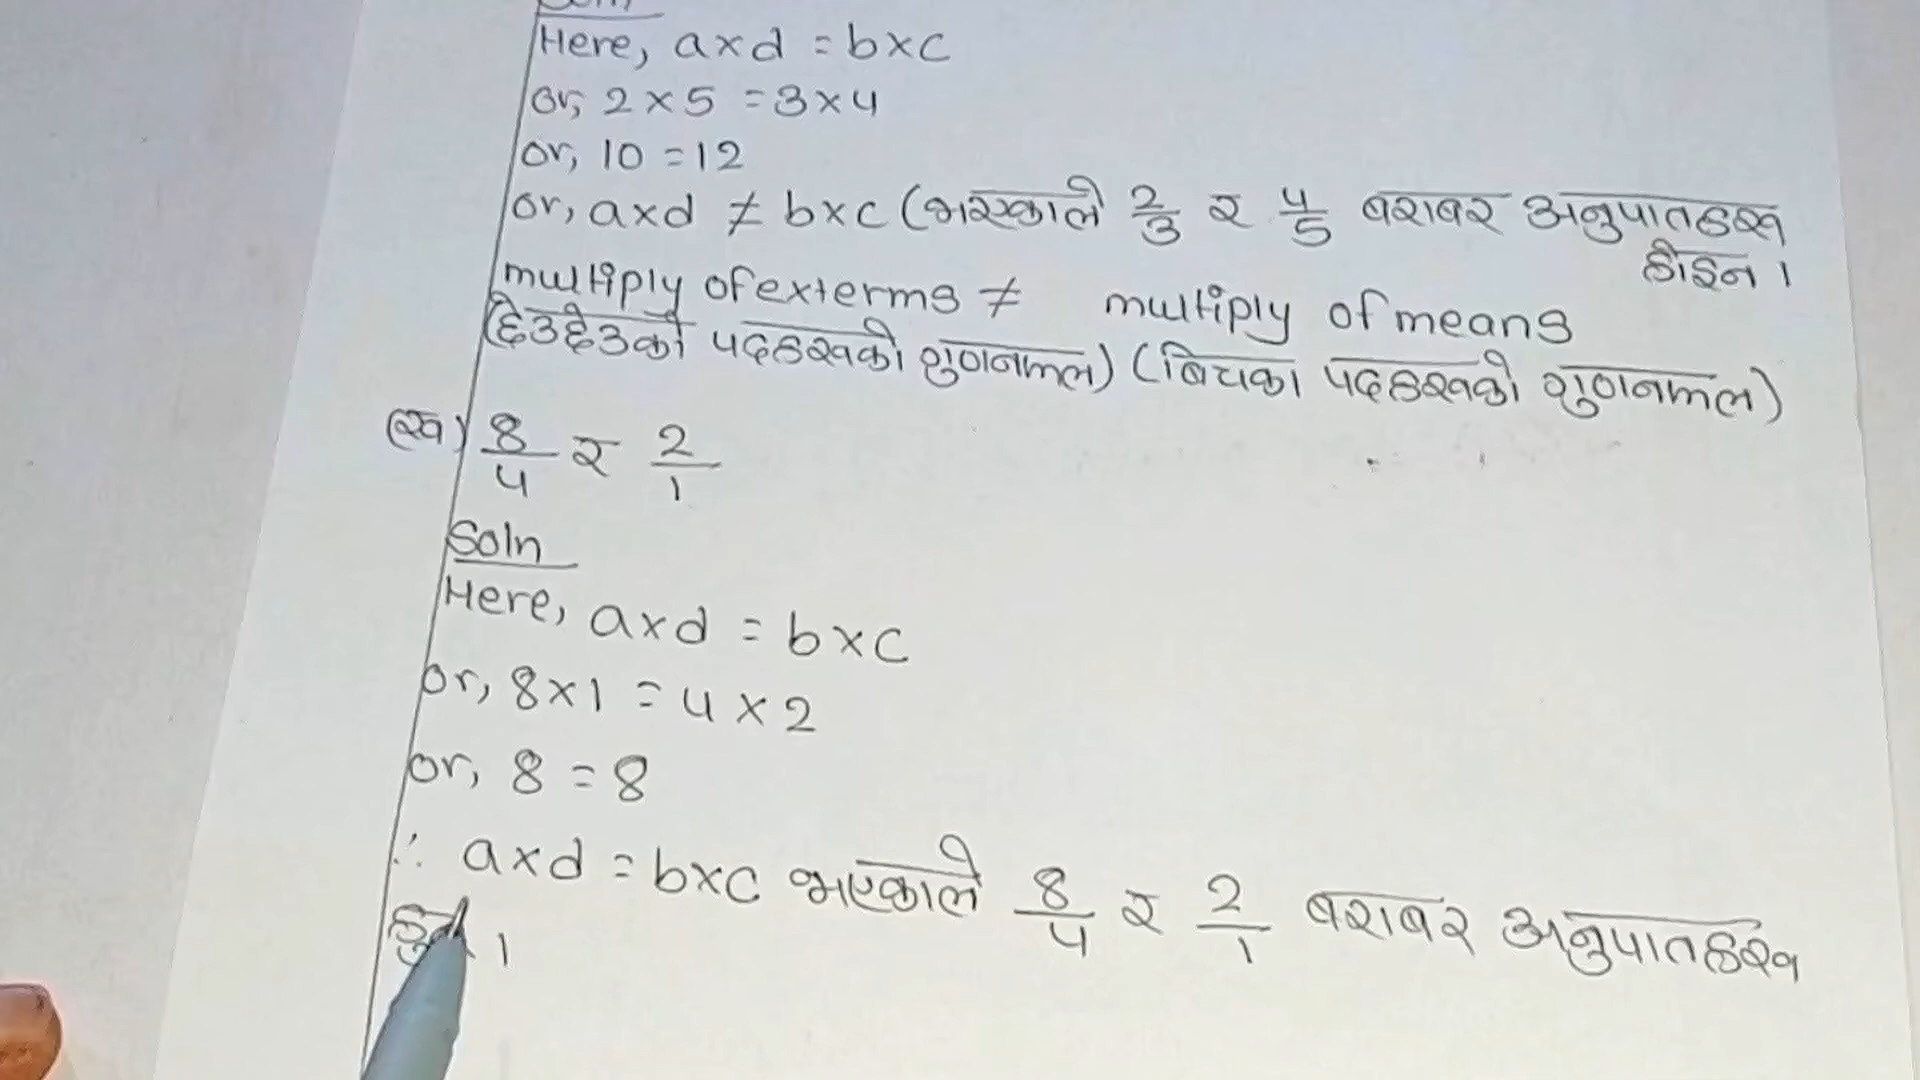 Here, a×d = b×c
or, 2×5 = 3×4
or, 10 = 12
or, a×d ≠ b×c (भएकाले 2/3 र 4/5 बराबर अनुपातहरू
होइन ।
multiply of exterms ≠ multiply of means
(छेउछेउको पदहरूको गुणनफल) (बिचका पदहरूको गुणनफल)
(ख) 8/4 र 2/1
Soln
Here, a×d = b×c
or, 8×1 = 4×2
or, 8 = 8
∴ a×d = b×c भएकाले 8/4 र 2/1 बराबर अनुपातहरू
।